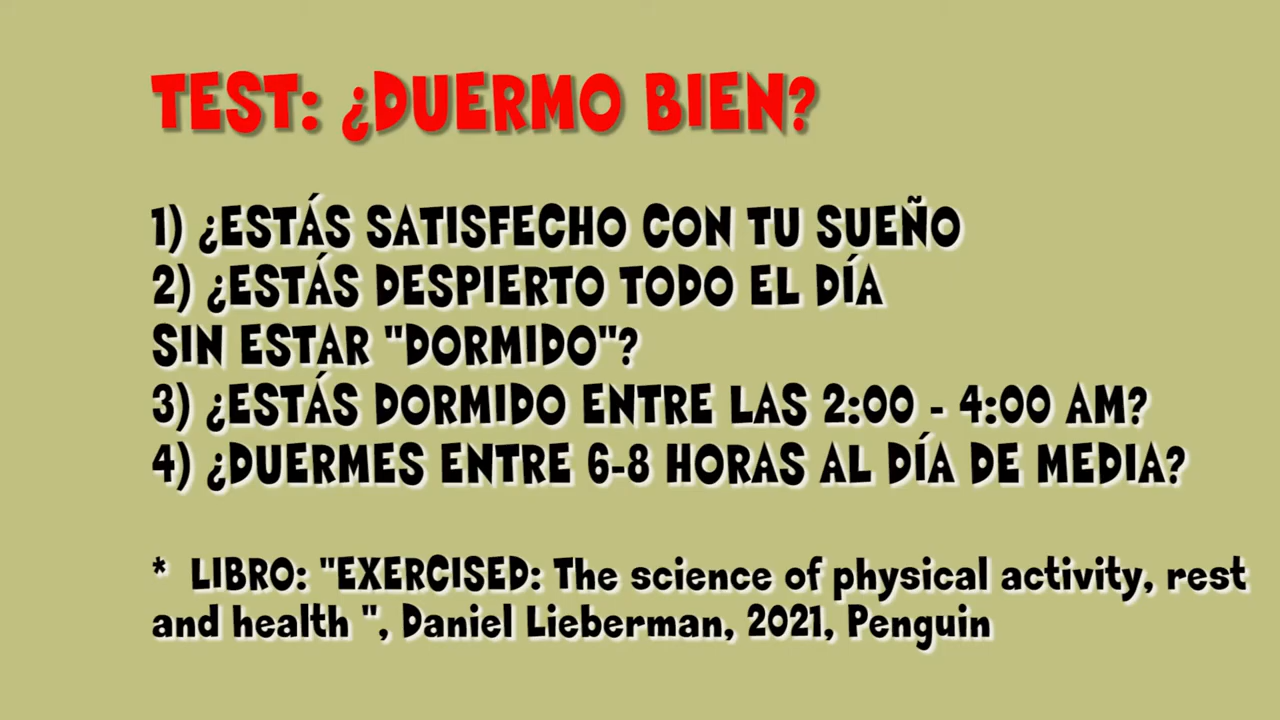 TEST: ¿DUERMO BIEN?
1) ¿ESTÁS SATISFECHO CON TU SUEÑO
2) ¿ESTÁS DESPIERTO TODO EL DÍA
SIN ESTAR "DORMIDO"?
3) ¿ESTÁS DORMIDO ENTRE LAS 2:00 - 4:00 AM?
4) ¿DUERMES ENTRE 6-8 HORAS AL DÍA DE MEDIA?
* LIBRO: "EXERCISED: The science of physical activity, rest
and health ", Daniel Lieberman, 2021, Penguin